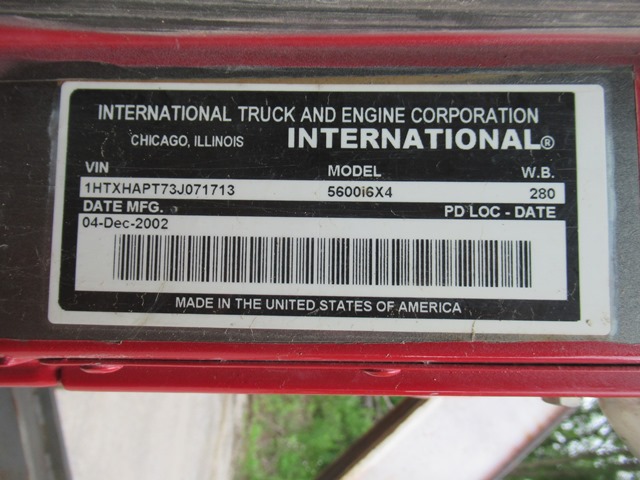 INTERNATIONAL TRUCK AND ENGINE CORPORATION
CHICAGO, ILLINOIS INTERNATIONAL®
VIN MODEL W.B.
1HTXHAPT73J071713 5600i6X4 280
DATE MFG. PD LOC - DATE
04-Dec-2002
MADE IN THE UNITED STATES OF AMERICA